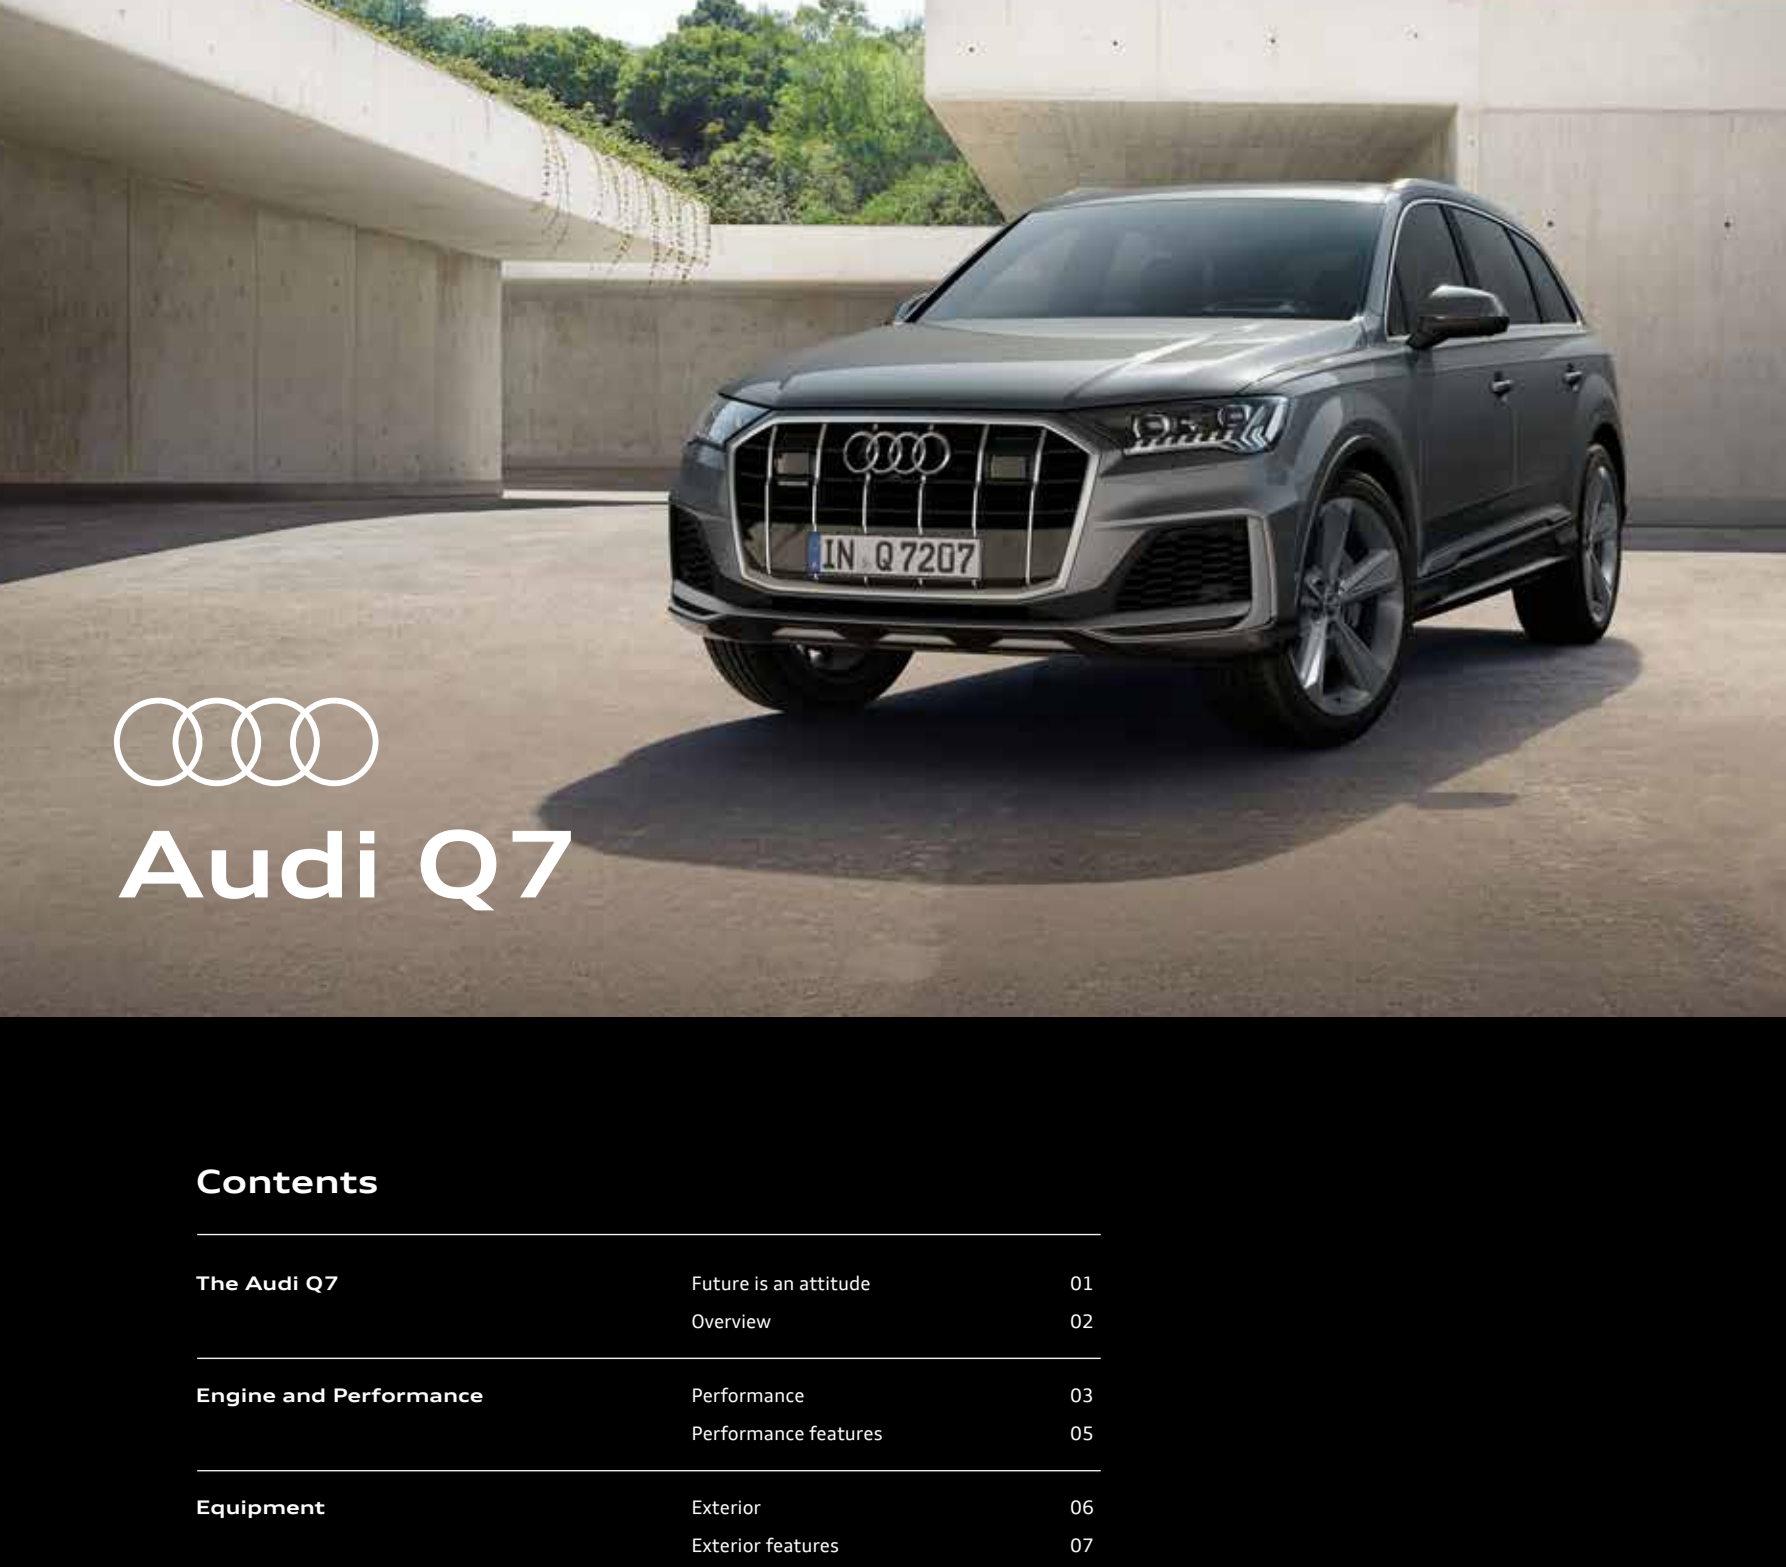 IN Q 7207
Audi Q7
Contents
The Audi Q7 Future is an attitude 01
Overview 02
Engine and Performance Performance 03
Performance features 05
Equipment Exterior 06
Exterior features 07